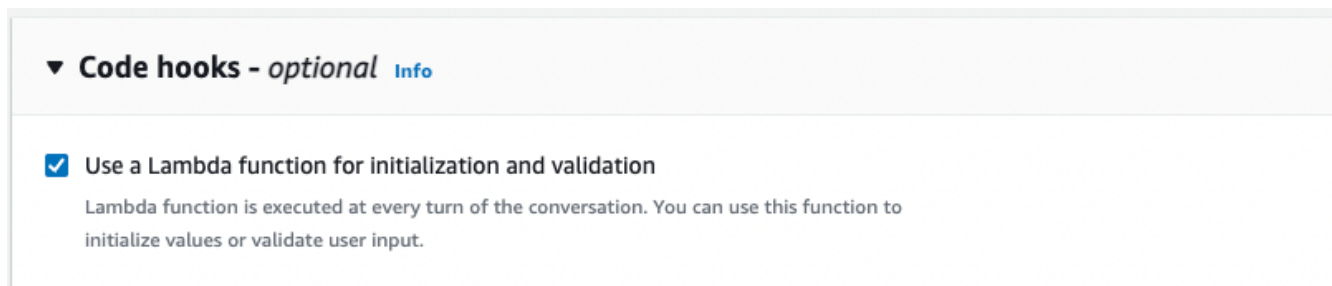 Code hooks - optional Info
Use a Lambda function for initialization and validation
Lambda function is executed at every turn of the conversation. You can use this function to
initialize values or validate user input.